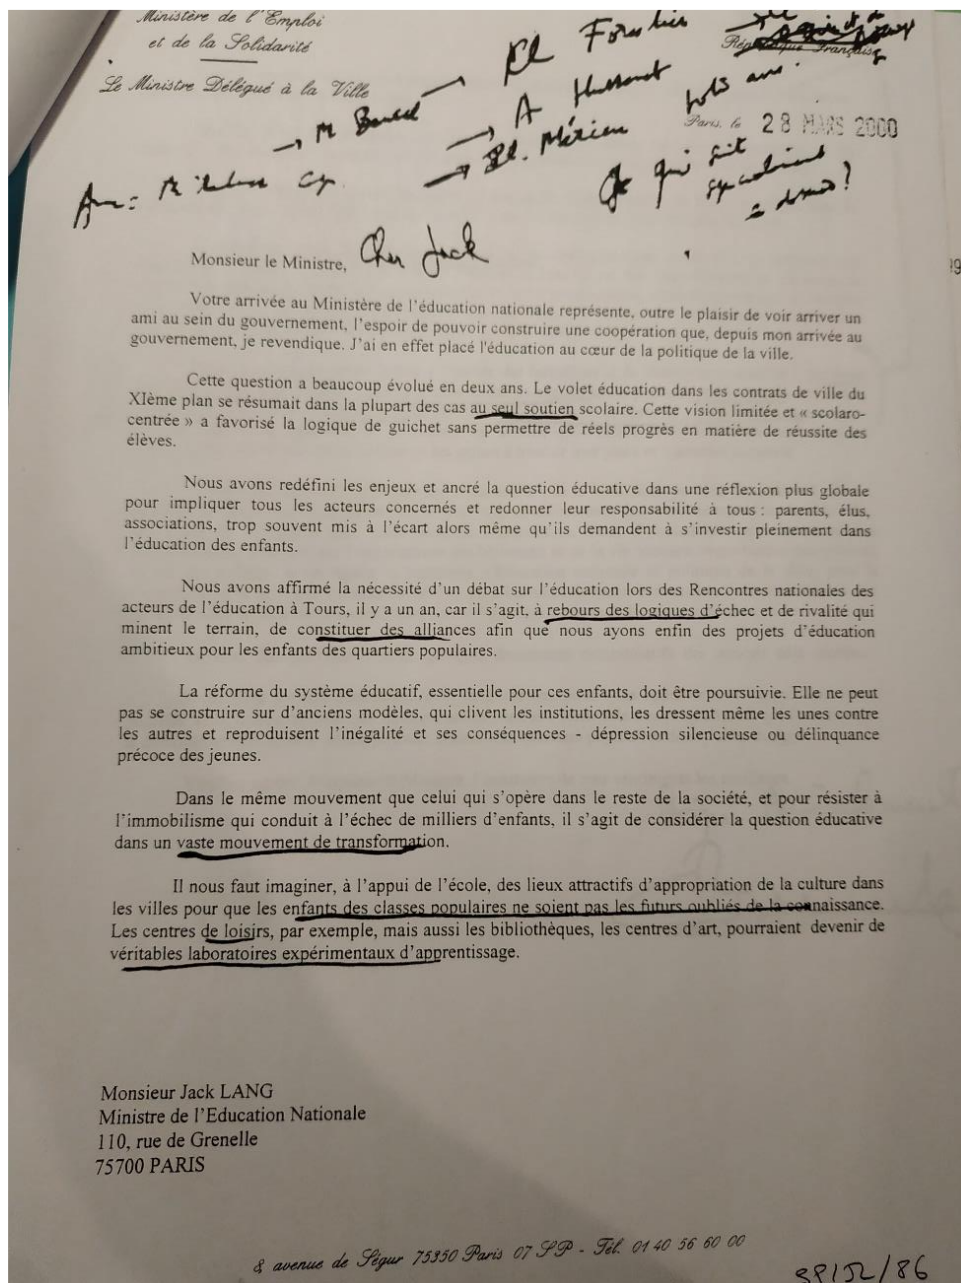 Ministère de l'Emploi
et de la Solidarité
Le Ministre Délégué à la Ville
République Française
Paris, le 28 MARS 2000
→ M
→ Cl Forestier
→ A
→ Ph. Mérieu
trois ans.
qui soit
Monsieur le Ministre, Cher Jack
Votre arrivée au Ministère de l'éducation nationale représente, outre le plaisir de voir arriver un
ami au sein du gouvernement, l'espoir de pouvoir construire une coopération que, depuis mon arrivée au
gouvernement, je revendique. J'ai en effet placé l'éducation au cœur de la politique de la ville.
Cette question a beaucoup évolué en deux ans. Le volet éducation dans les contrats de ville du
XIème plan se résumait dans la plupart des cas au seul soutien scolaire. Cette vision limitée et « scolaro-
centrée » a favorisé la logique de guichet sans permettre de réels progrès en matière de réussite des
élèves.
Nous avons redéfini les enjeux et ancré la question éducative dans une réflexion plus globale
pour impliquer tous les acteurs concernés et redonner leur responsabilité à tous : parents, élus,
associations, trop souvent mis à l'écart alors même qu'ils demandent à s'investir pleinement dans
l'éducation des enfants.
Nous avons affirmé la nécessité d'un débat sur l'éducation lors des Rencontres nationales des
acteurs de l'éducation à Tours, il y a un an, car il s'agit, à rebours des logiques d'échec et de rivalité qui
minent le terrain, de constituer des alliances afin que nous ayons enfin des projets d'éducation
ambitieux pour les enfants des quartiers populaires.
La réforme du système éducatif, essentielle pour ces enfants, doit être poursuivie. Elle ne peut
pas se construire sur d'anciens modèles, qui clivent les institutions, les dressent même les unes contre
les autres et reproduisent l'inégalité et ses conséquences - dépression silencieuse ou délinquance
précoce des jeunes.
Dans le même mouvement que celui qui s'opère dans le reste de la société, et pour résister à
l'immobilisme qui conduit à l'échec de milliers d'enfants, il s'agit de considérer la question éducative
dans un vaste mouvement de transformation.
Il nous faut imaginer, à l'appui de l'école, des lieux attractifs d'appropriation de la culture dans
les villes pour que les enfants des classes populaires ne soient pas les futurs oubliés de la connaissance.
Les centres de loisirs, par exemple, mais aussi les bibliothèques, les centres d'art, pourraient devenir de
véritables laboratoires expérimentaux d'apprentissage.
Monsieur Jack LANG
Ministre de l'Education Nationale
110, rue de Grenelle
75700 PARIS
8 avenue de Ségur 75350 Paris 07 SP - Tél. 01 40 56 60 00
SP/52/86